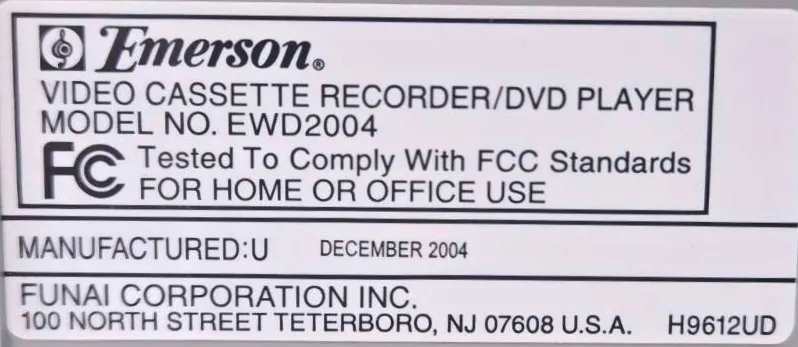 Emerson®
VIDEO CASSETTE RECORDER/DVD PLAYER
MODEL NO. EWD2004
FC Tested To Comply With FCC Standards
FOR HOME OR OFFICE USE
MANUFACTURED:U DECEMBER 2004
FUNAI CORPORATION INC.
100 NORTH STREET TETERBORO, NJ 07608 U.S.A. H9612UD